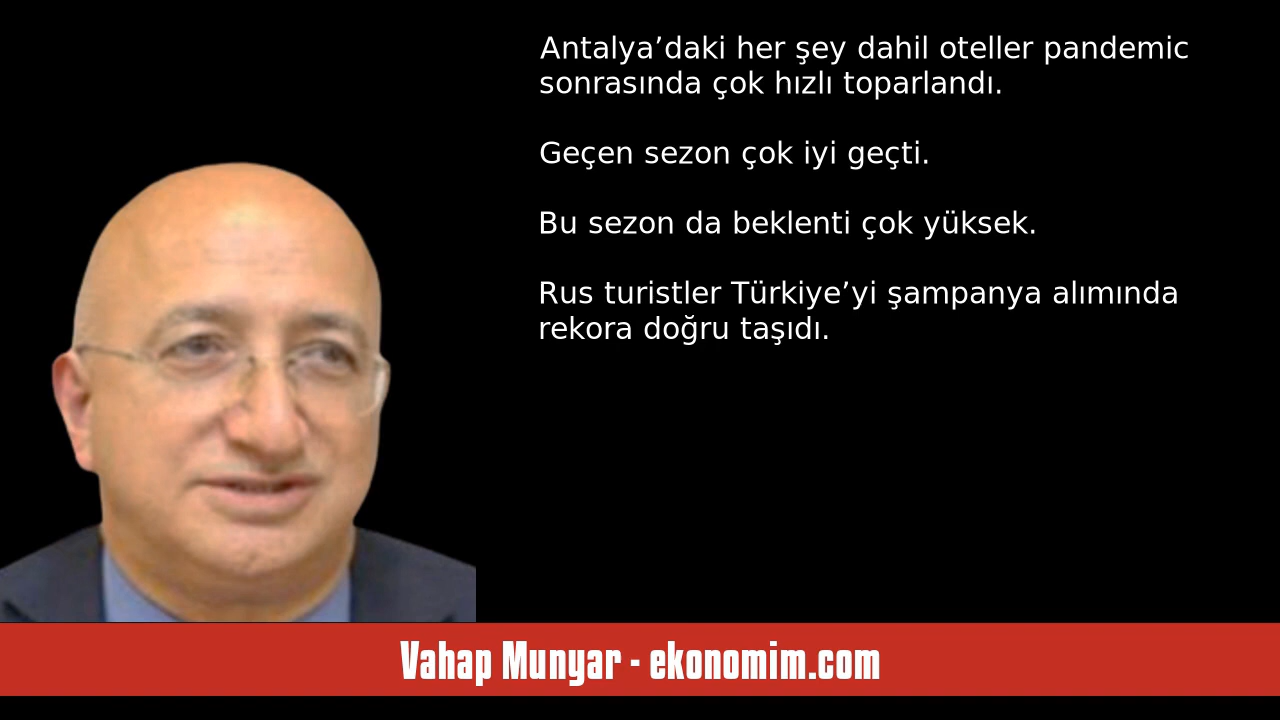 Antalya’daki her şey dahil oteller pandemic
sonrasında çok hızlı toparlandı.
Geçen sezon çok iyi geçti.
Bu sezon da beklenti çok yüksek.
Rus turistler Türkiye’yi şampanya alımında
rekora doğru taşıdı.
Vahap Munyar - ekonomim.com